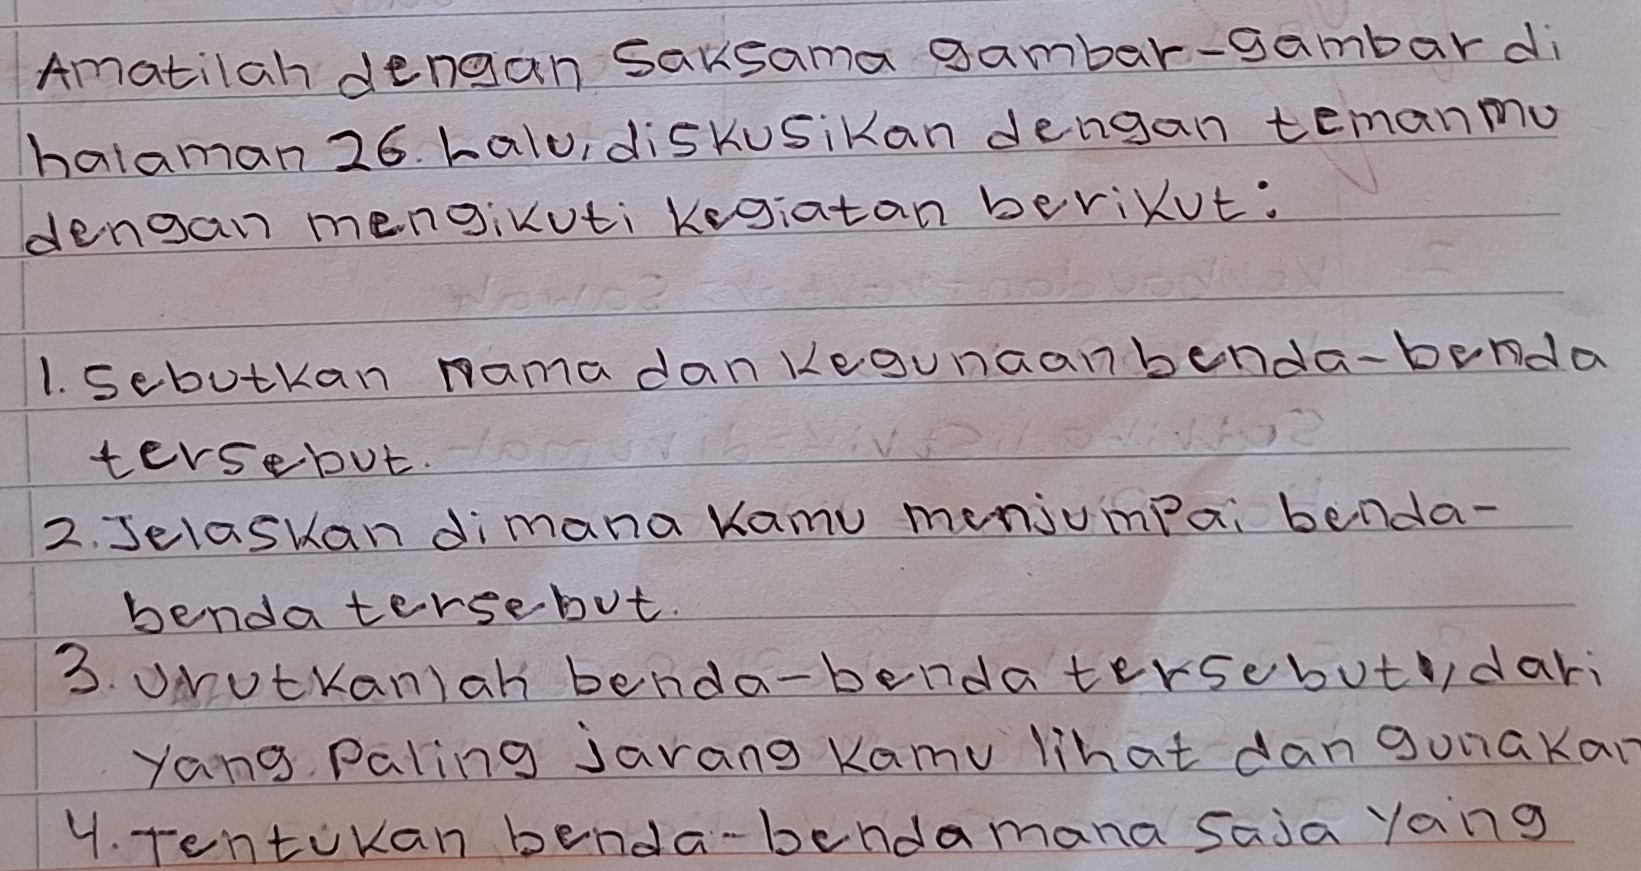 Amatilah dengan saksama gambar-gambar di
halaman 26. Lalu, diskusikan dengan temanmu
dengan mengikuti kegiatan berikut:
1. Sebutkan nama dan kegunaan benda-benda
tersebut.
2. Jelaskan dimana kamu menjumpai benda-
benda tersebut.
3. Urutkanlah benda-benda tersebut, dari
yang paling jarang kamu lihat dan gunakan
4. Tentukan benda-benda mana saja yang